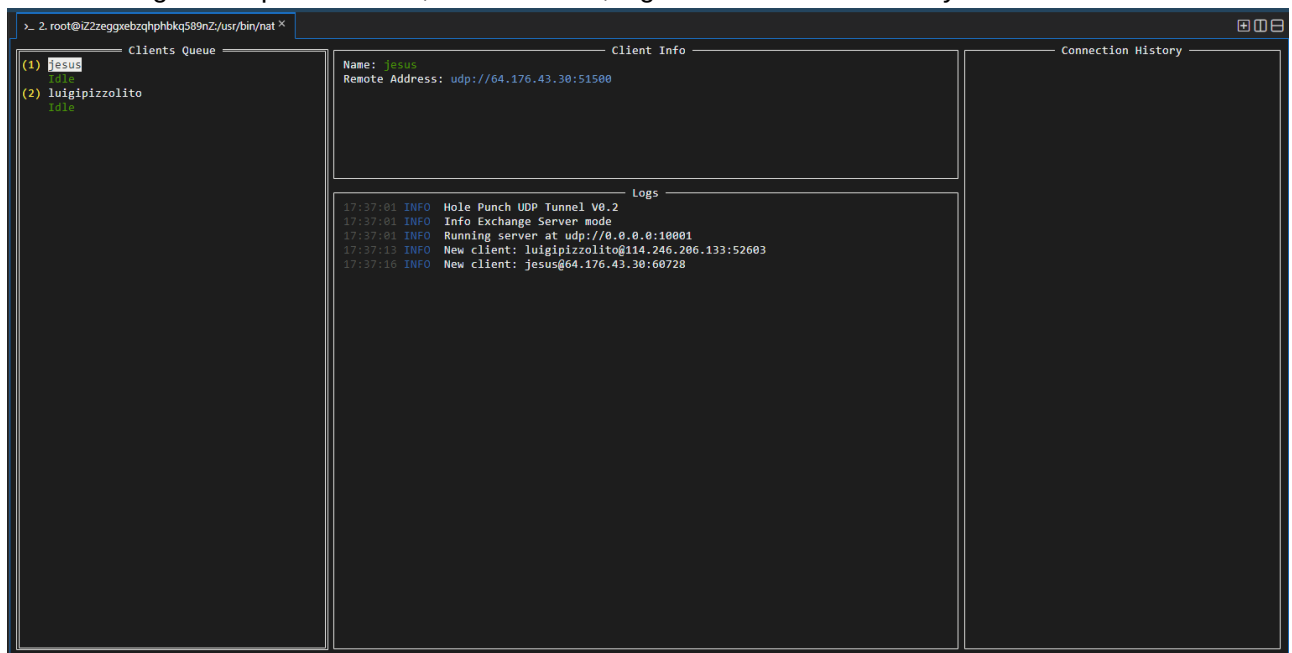 >_ 2. root@iZ2zeggxebzqhphbkq589nZ:/usr/bin/nat ×
Clients Queue
(1) jesus
Idle
(2) luigipizzolito
Idle
Client Info
Name: jesus
Remote Address: udp://64.176.43.30:51500
Logs
17:37:01 INFO Hole Punch UDP Tunnel V0.2
17:37:01 INFO Info Exchange Server mode
17:37:01 INFO Running server at udp://0.0.0.0:10001
17:37:13 INFO New client: luigipizzolito@114.246.206.133:52603
17:37:16 INFO New client: jesus@64.176.43.30:60728
Connection History